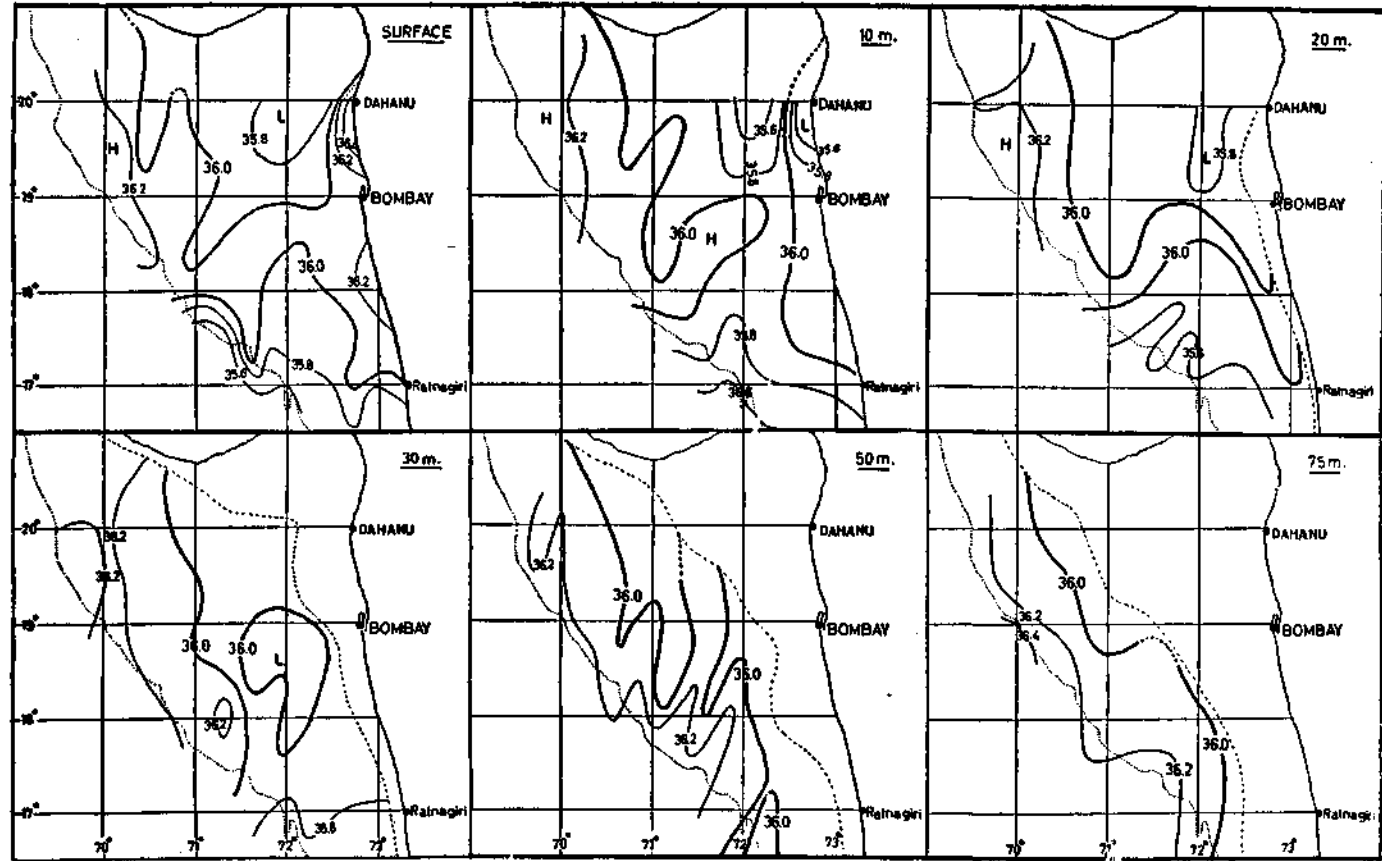 SURFACE
20°
DAHANU
L
35.8
H
36.2
36.0
36.2
19°
BOMBAY
36.0
36.2
18°
35.6
35.8
17°
Ratnagiri
10 m.
DAHANU
H
36.2
35.6
L
35.6
35.8
35.8
BOMBAY
36.0
H
36.0
35.8
Ratnagiri
20 m.
DAHANU
H
36.2
35.8
L
36.0
BOMBAY
36.0
Ratnagiri
30 m.
20°
DAHANU
36.2
36.2
19°
BOMBAY
36.0
36.0
L
18°
36.2
17°
Ratnagiri
70°
71°
72°
73°
50 m.
DAHANU
36.2
36.0
BOMBAY
36.0
36.2
36.0
Ratnagiri
70°
71°
72°
73°
75 m.
DAHANU
36.0
36.2
36.4
BOMBAY
36.0
36.2
Ratnagiri
70°
71°
72°
73°